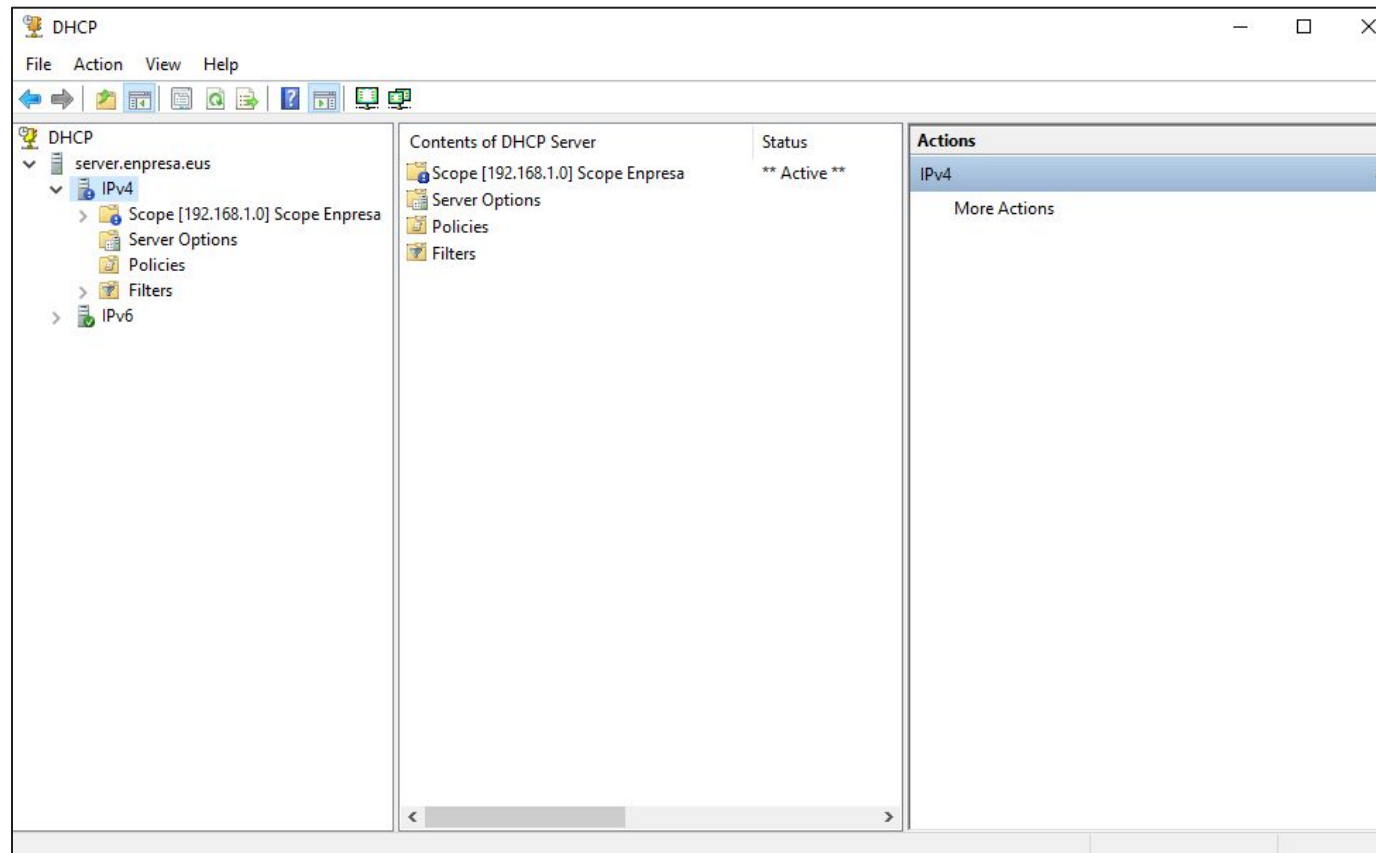 DHCP
File Action View Help
DHCP
server.enpresa.eus
IPv4
Scope [192.168.1.0] Scope Enpresa
Server Options
Policies
Filters
IPv6
Contents of DHCP Server Status
Scope [192.168.1.0] Scope Enpresa ** Active **
Server Options
Policies
Filters
Actions
IPv4
More Actions